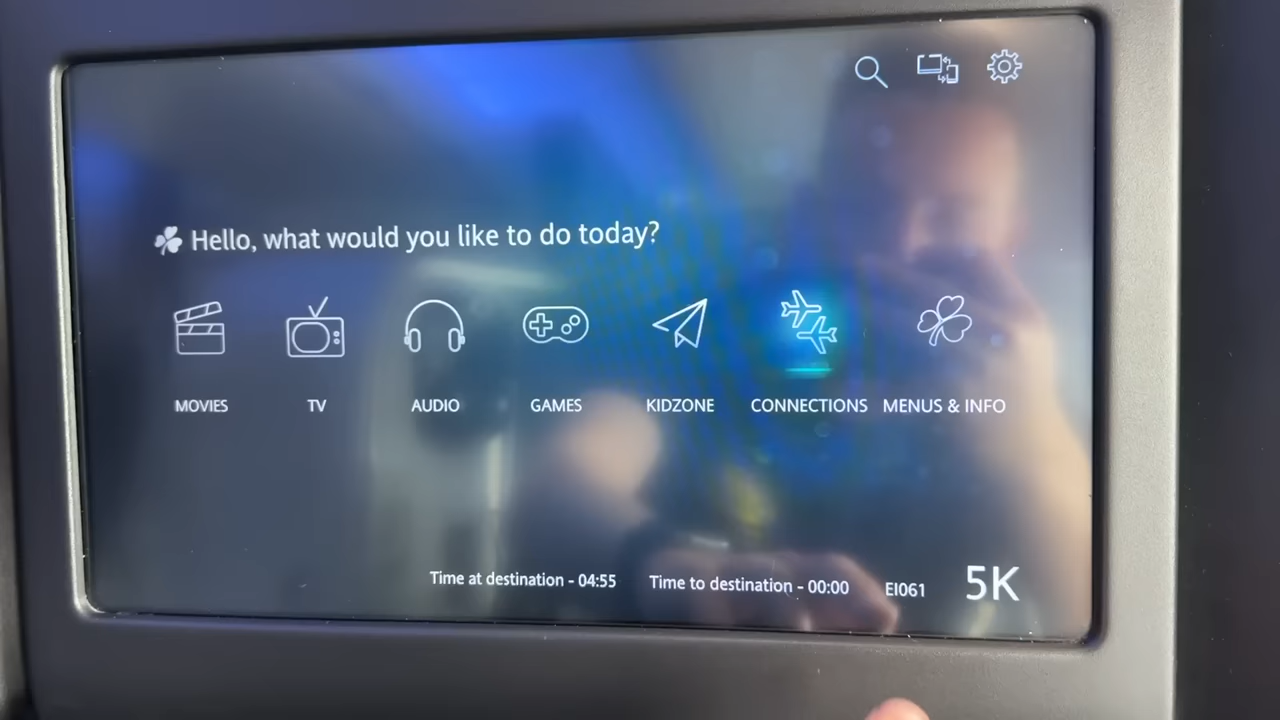 Hello, what would you like to do today?
MOVIES TV AUDIO GAMES KIDZONE CONNECTIONS MENUS & INFO
Time at destination - 04:55 Time to destination - 00:00 EI061 5K